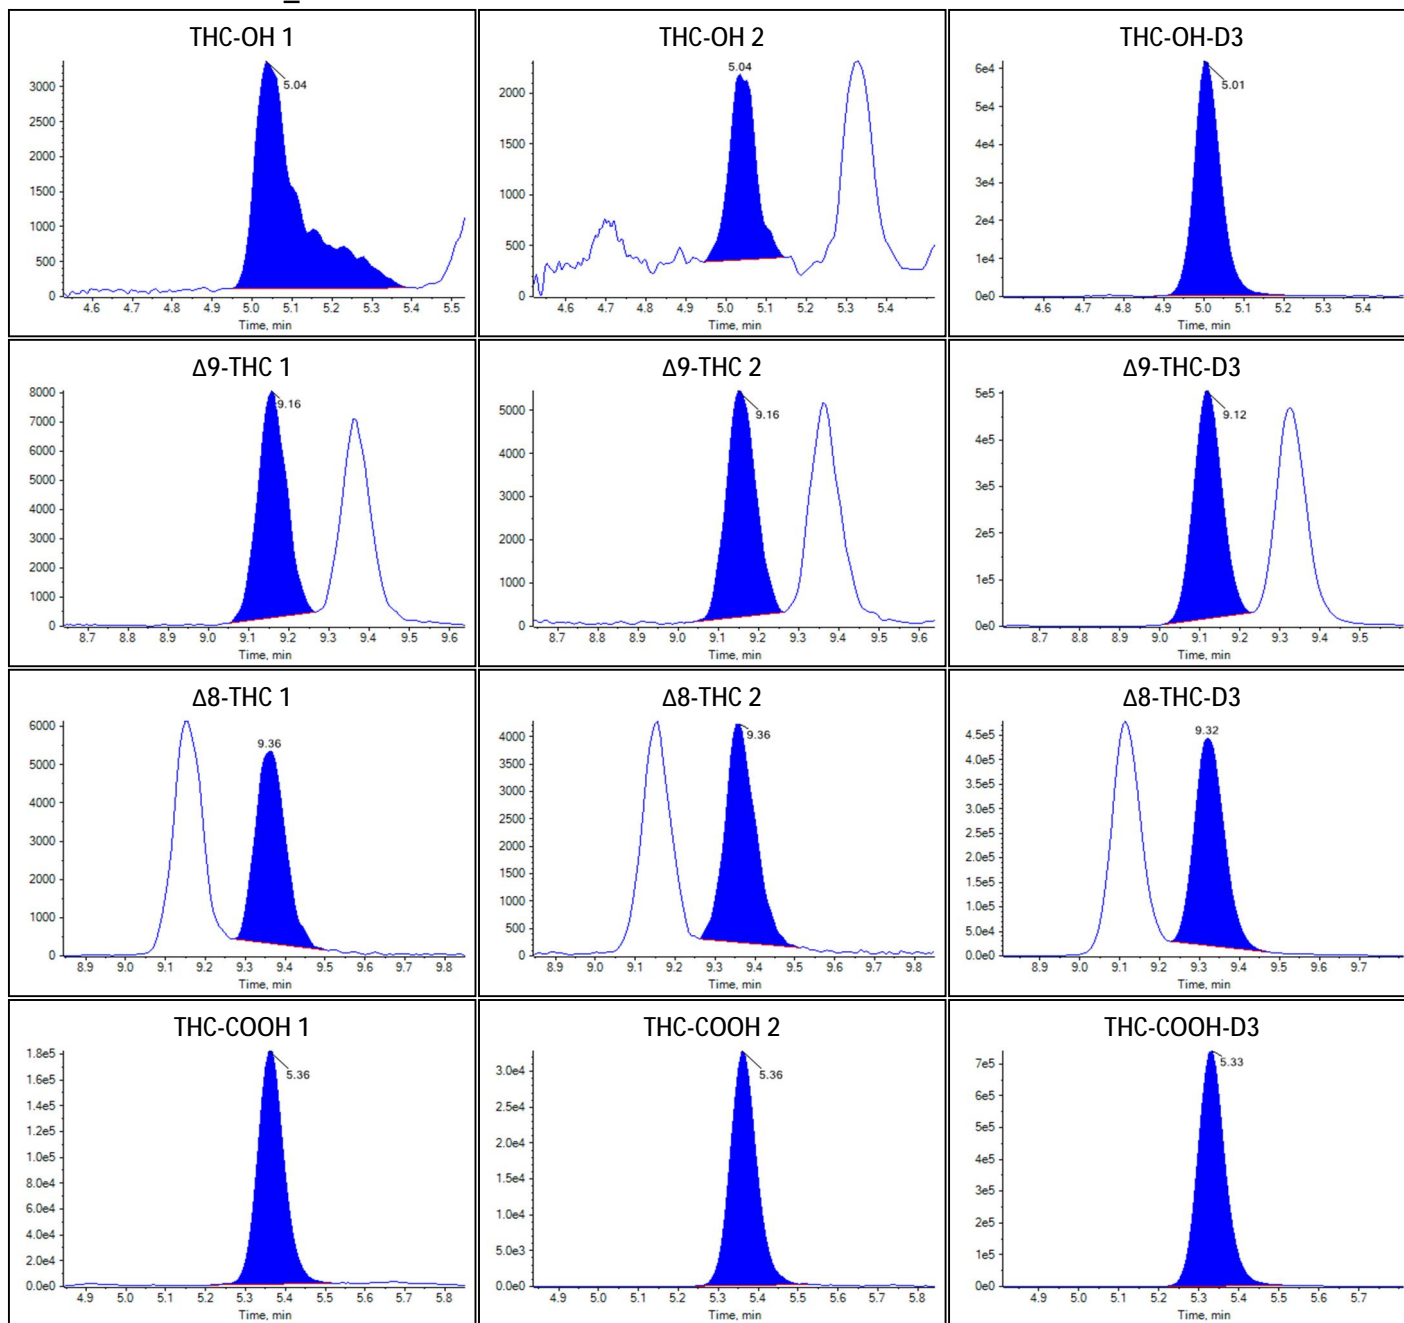 THC-OH 1
3000
2500
2000
1500
1000
500
0
5.04
4.6 4.7 4.8 4.9 5.0 5.1 5.2 5.3 5.4 5.5
Time, min
THC-OH 2
2000
1500
1000
500
0
5.04
4.6 4.7 4.8 4.9 5.0 5.1 5.2 5.3 5.4
Time, min
THC-OH-D3
6e4
5e4
4e4
3e4
2e4
1e4
0e0
5.01
4.6 4.7 4.8 4.9 5.0 5.1 5.2 5.3 5.4
Time, min
Δ9-THC 1
8000
7000
6000
5000
4000
3000
2000
1000
0
9.16
8.7 8.8 8.9 9.0 9.1 9.2 9.3 9.4 9.5 9.6
Time, min
Δ9-THC 2
5000
4000
3000
2000
1000
0
9.16
8.7 8.8 8.9 9.0 9.1 9.2 9.3 9.4 9.5 9.6
Time, min
Δ9-THC-D3
5e5
4e5
3e5
2e5
1e5
0e0
9.12
8.7 8.8 8.9 9.0 9.1 9.2 9.3 9.4 9.5
Time, min
Δ8-THC 1
6000
5000
4000
3000
2000
1000
0
9.36
8.9 9.0 9.1 9.2 9.3 9.4 9.5 9.6 9.7 9.8
Time, min
Δ8-THC 2
4000
3500
3000
2500
2000
1500
1000
500
0
9.36
8.9 9.0 9.1 9.2 9.3 9.4 9.5 9.6 9.7 9.8
Time, min
Δ8-THC-D3
4.5e5
4.0e5
3.5e5
3.0e5
2.5e5
2.0e5
1.5e5
1.0e5
5.0e4
0.0e0
9.32
8.9 9.0 9.1 9.2 9.3 9.4 9.5 9.6 9.7
Time, min
THC-COOH 1
1.8e5
1.6e5
1.4e5
1.2e5
1.0e5
8.0e4
6.0e4
4.0e4
2.0e4
0.0e0
5.36
4.9 5.0 5.1 5.2 5.3 5.4 5.5 5.6 5.7 5.8
Time, min
THC-COOH 2
3.0e4
2.5e4
2.0e4
1.5e4
1.0e4
5.0e3
0.0e0
5.36
4.9 5.0 5.1 5.2 5.3 5.4 5.5 5.6 5.7 5.8
Time, min
THC-COOH-D3
7e5
6e5
5e5
4e5
3e5
2e5
1e5
0e0
5.33
4.9 5.0 5.1 5.2 5.3 5.4 5.5 5.6 5.7
Time, min